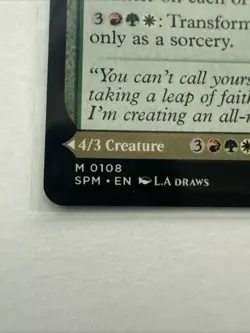 3 : Transform
only as a sorcery.
"You can't call yours
taking a leap of faith
I'm creating an all-n
4/3 Creature 3
M 0108
SPM • EN L.A DRAWS